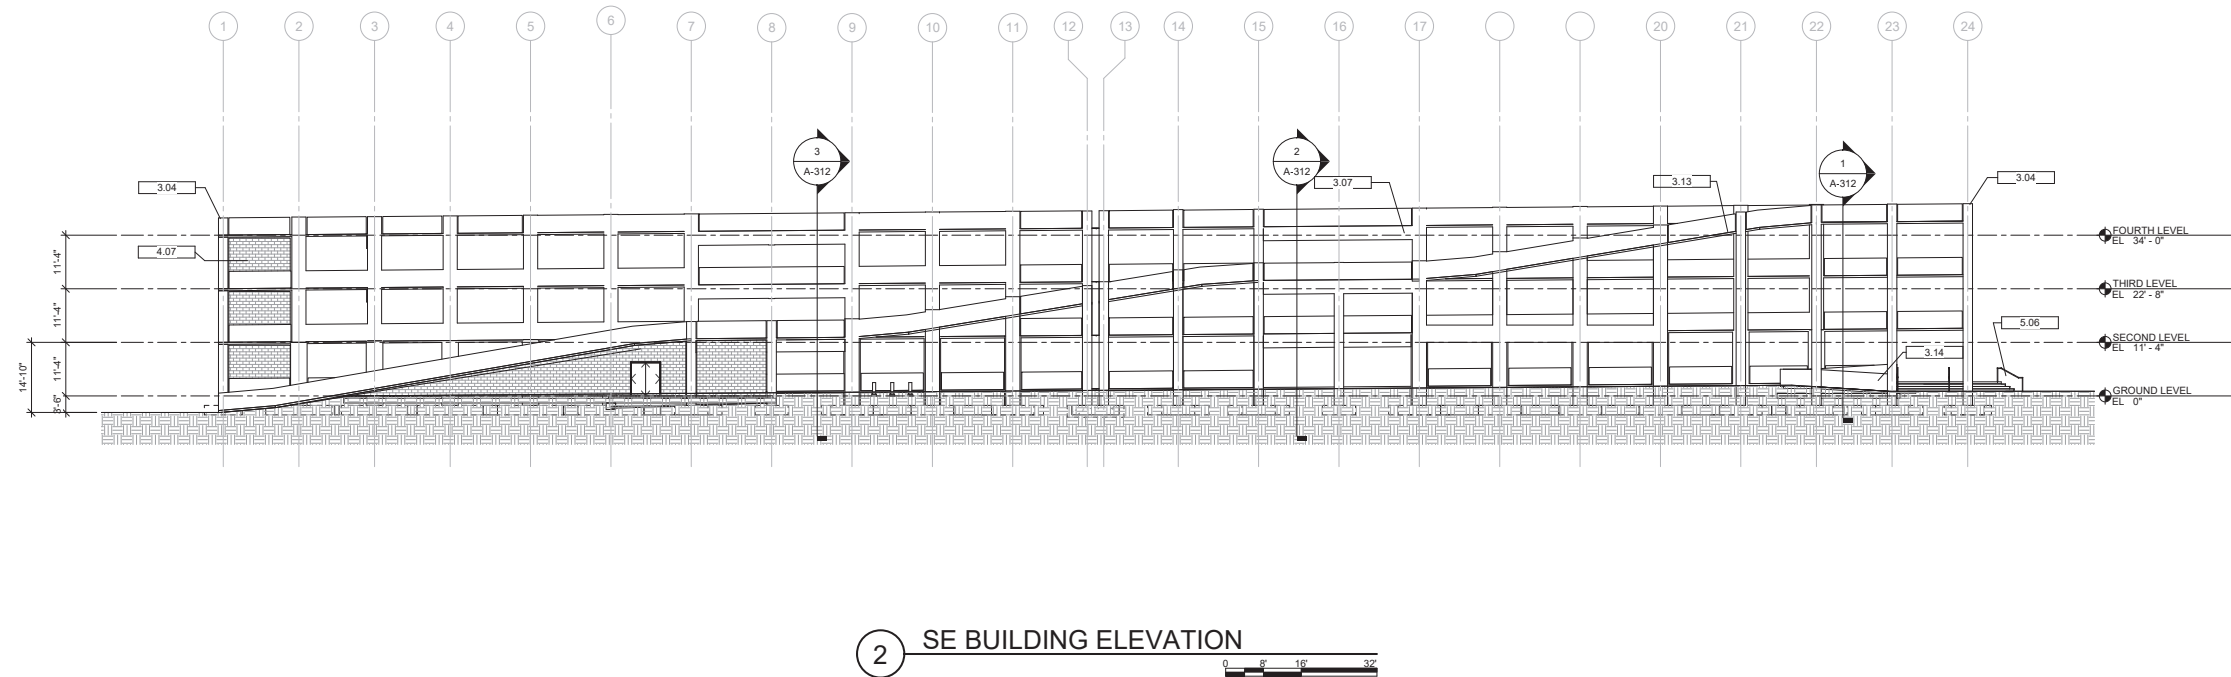 1 2 3 4 5 6 7 8 9 10 11 12 13 14 15 16 17 20 21 22 23 24
3
A-312
2
A-312
1
A-312
3.04
3.07
3.13
3.04
4.07
FOURTH LEVEL
EL 34' - 0"
THIRD LEVEL
EL 22' - 8"
SECOND LEVEL
EL 11' - 4"
GROUND LEVEL
EL 0"
5.06
3.14
11'-4"
11'-4"
11'-4"
14'-10"
3'-6"
2 SE BUILDING ELEVATION
0 8' 16' 32'